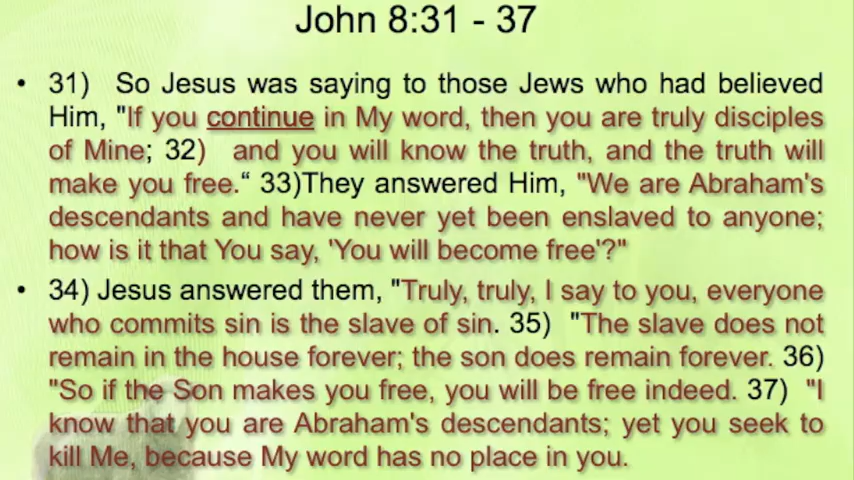 John 8:31 - 37
• 31) So Jesus was saying to those Jews who had believed
Him, "If you continue in My word, then you are truly disciples
of Mine; 32) and you will know the truth, and the truth will
make you free.“ 33)They answered Him, "We are Abraham's
descendants and have never yet been enslaved to anyone;
how is it that You say, 'You will become free'?"
• 34) Jesus answered them, "Truly, truly, I say to you, everyone
who commits sin is the slave of sin. 35) "The slave does not
remain in the house forever; the son does remain forever. 36)
"So if the Son makes you free, you will be free indeed. 37) "I
know that you are Abraham's descendants; yet you seek to
kill Me, because My word has no place in you.